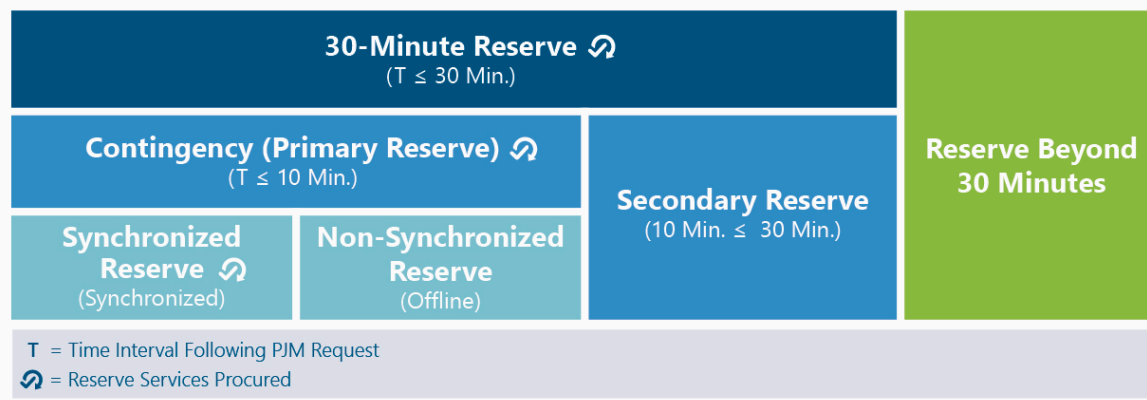 30-Minute Reserve
(T ≤ 30 Min.)
Contingency (Primary Reserve)
(T ≤ 10 Min.)
Synchronized
Reserve
(Synchronized)
Non-Synchronized
Reserve
(Offline)
Secondary Reserve
(10 Min. ≤ 30 Min.)
Reserve Beyond
30 Minutes
T = Time Interval Following PJM Request
= Reserve Services Procured